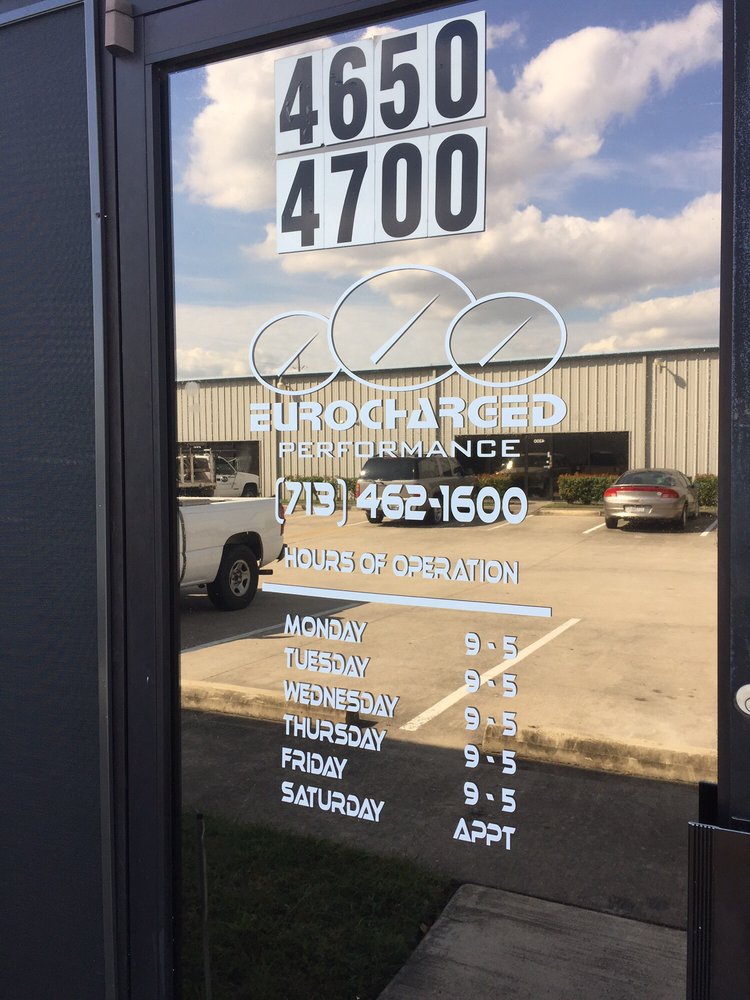 4650
4700
EUROCHARGED
PERFORMANCE
(713) 462-1600
HOURS OF OPERATION
MONDAY 9 - 5
TUESDAY 9 - 5
WEDNESDAY 9 - 5
THURSDAY 9 - 5
FRIDAY 9 - 5
SATURDAY APPT